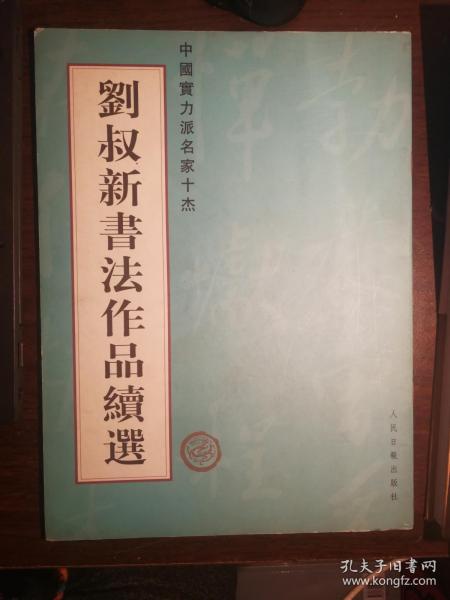 中國實力派名家十杰
劉叔新書法作品續選
人民日報出版社
孔夫子旧书网
www.kongfz.com